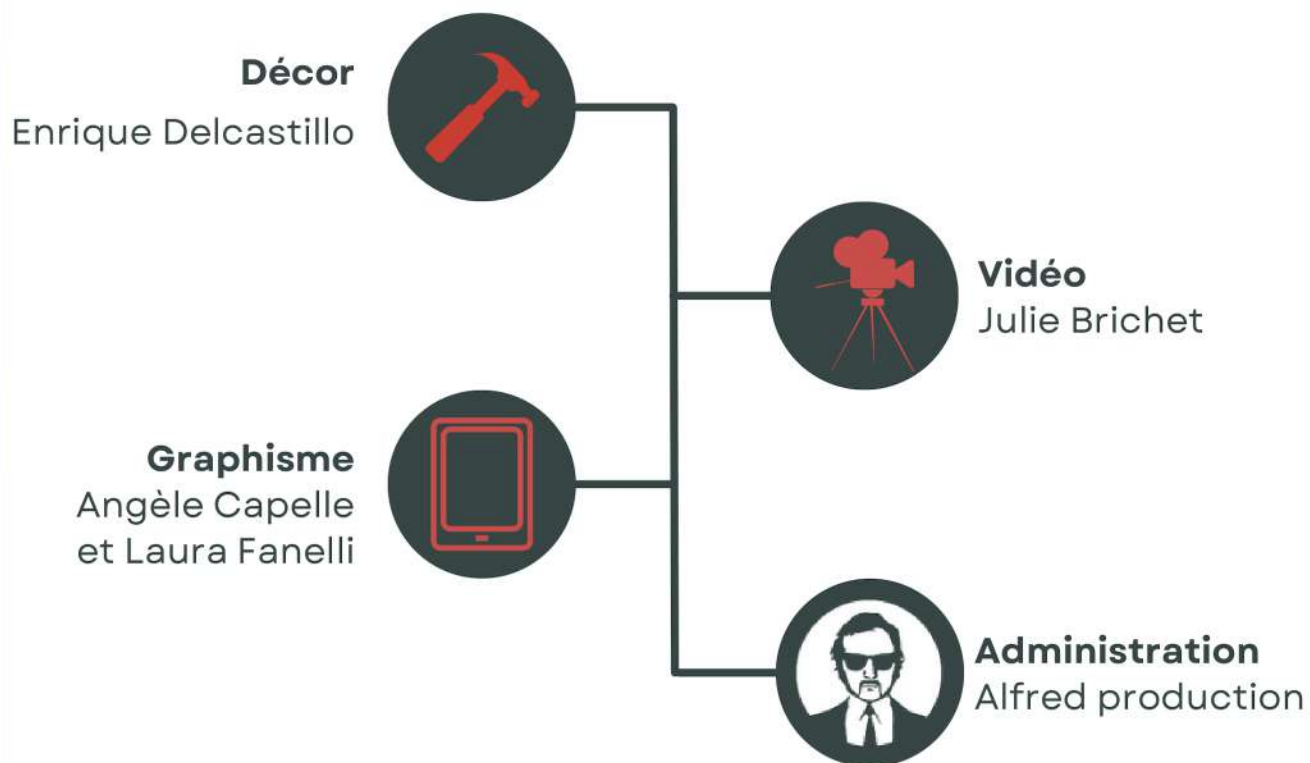 Décor
Enrique Delcastillo
Vidéo
Julie Brichet
Graphisme
Angèle Capelle
et Laura Fanelli
Administration
Alfred production